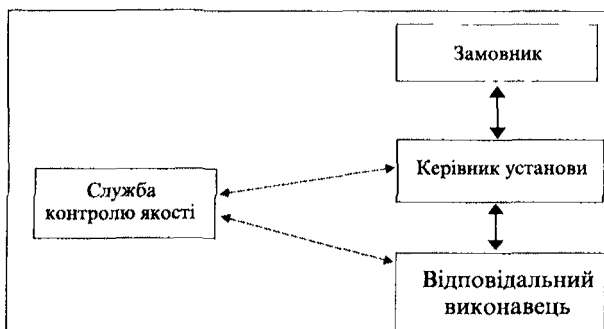 Замовник
Керівник установи
Служба
контролю якості
Відповідальний
виконавець